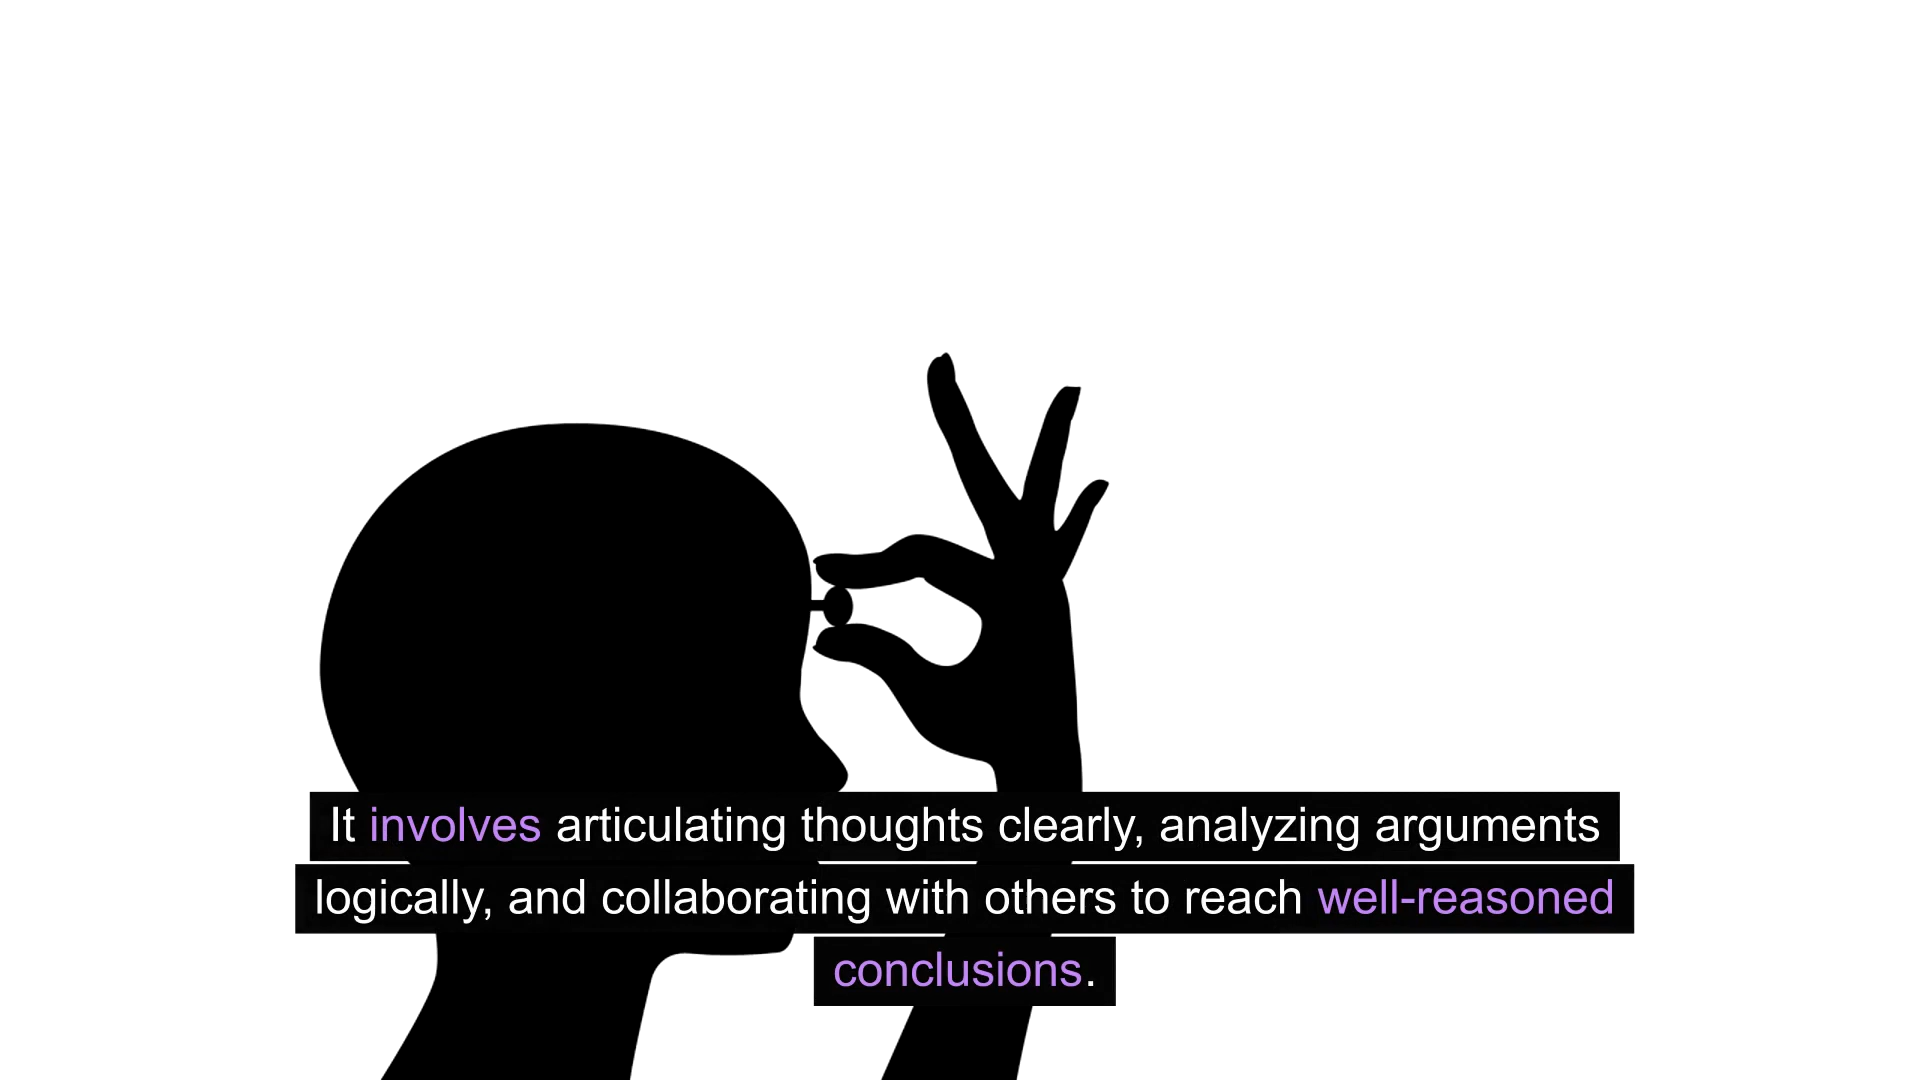 It involves articulating thoughts clearly, analyzing arguments
logically, and collaborating with others to reach well-reasoned
conclusions.